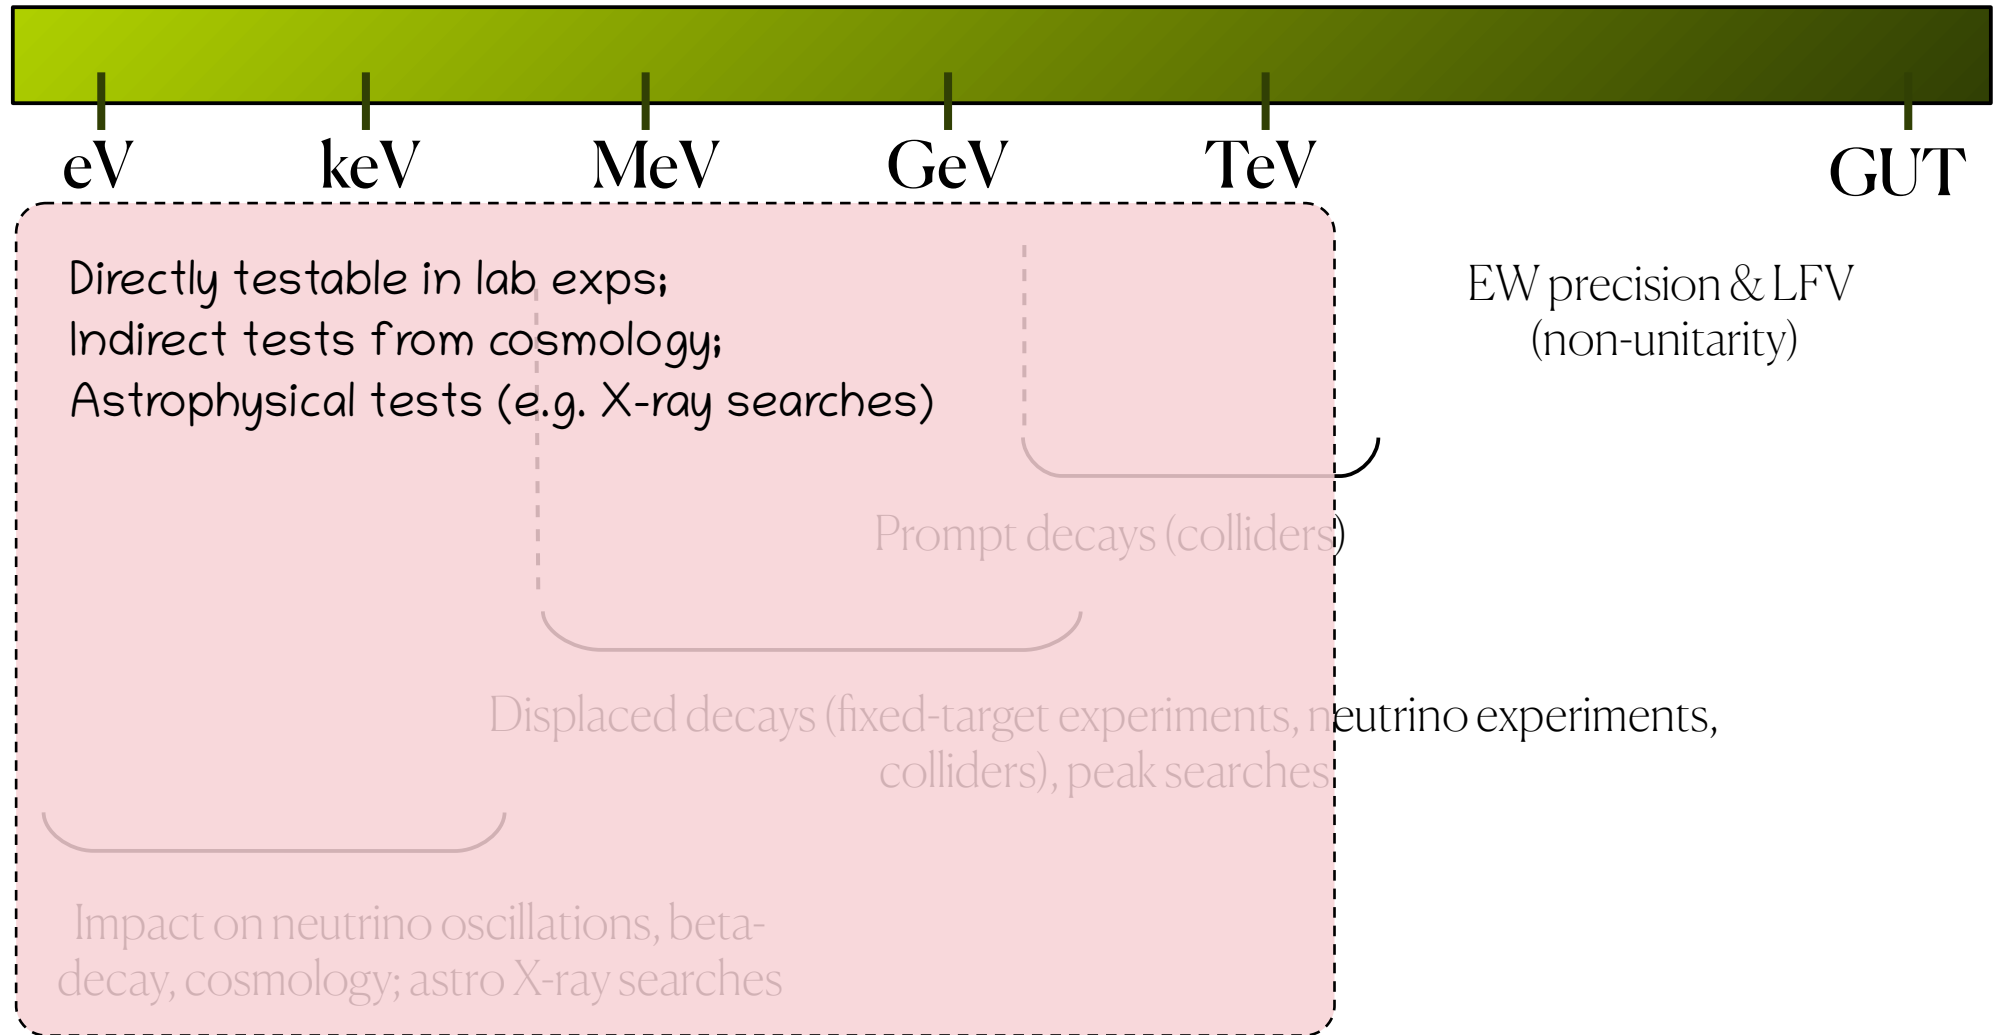 eV keV MeV GeV TeV GUT
Directly testable in lab exps;
Indirect tests from cosmology;
Astrophysical tests (e.g. X-ray searches)
EW precision & LFV
(non-unitarity)
Prompt decays (colliders)
Displaced decays (fixed-target experiments, neutrino experiments,
colliders), peak searches
Impact on neutrino oscillations, beta-
decay, cosmology; astro X-ray searches